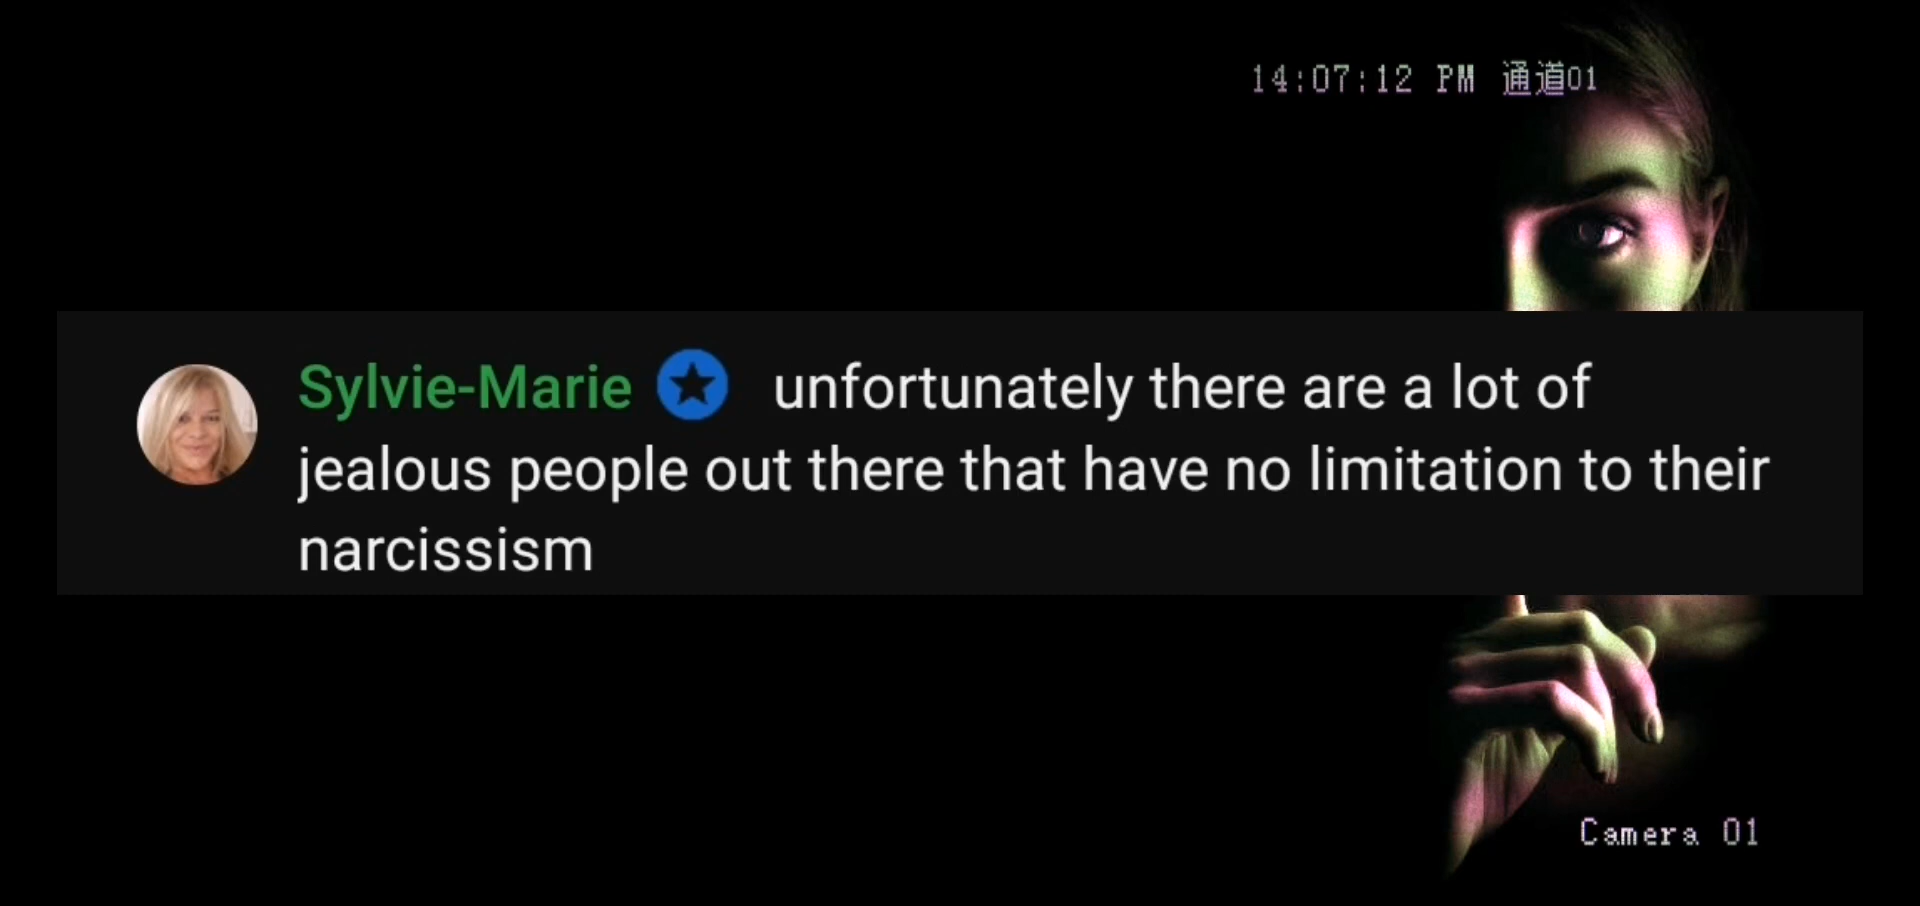 14:07:12 PM 通道01
Sylvie-Marie unfortunately there are a lot of
jealous people out there that have no limitation to their
narcissism
Camera 01